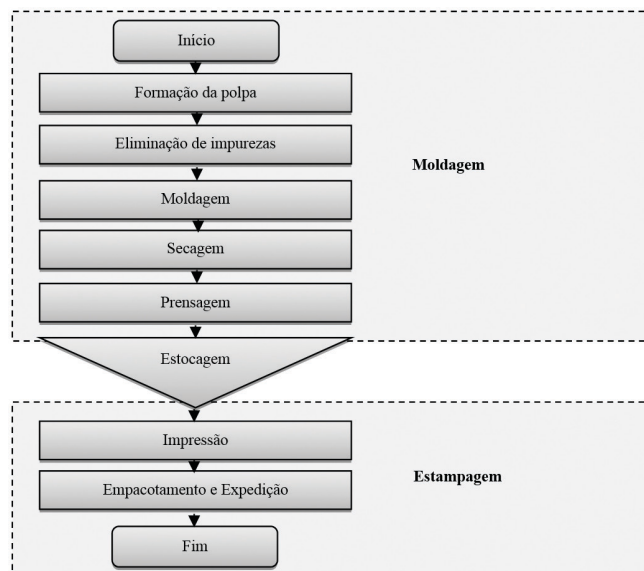 Início
Formação da polpa
Eliminação de impurezas
Moldagem
Moldagem
Secagem
Prensagem
Estocagem
Impressão
Empacotamento e Expedição
Estampagem
Fim